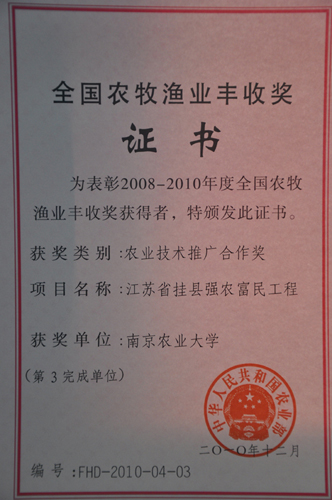 全国农牧渔业丰收奖
证书
为表彰2008-2010年度全国农牧
渔业丰收奖获得者，特颁发此证书。
获奖类别：农业技术推广合作奖
项目名称：江苏省挂县强农富民工程
获奖单位：南京农业大学
（第3完成单位）
中华人民共和国农业部
二〇一〇年十二月
编号：FHD-2010-04-03